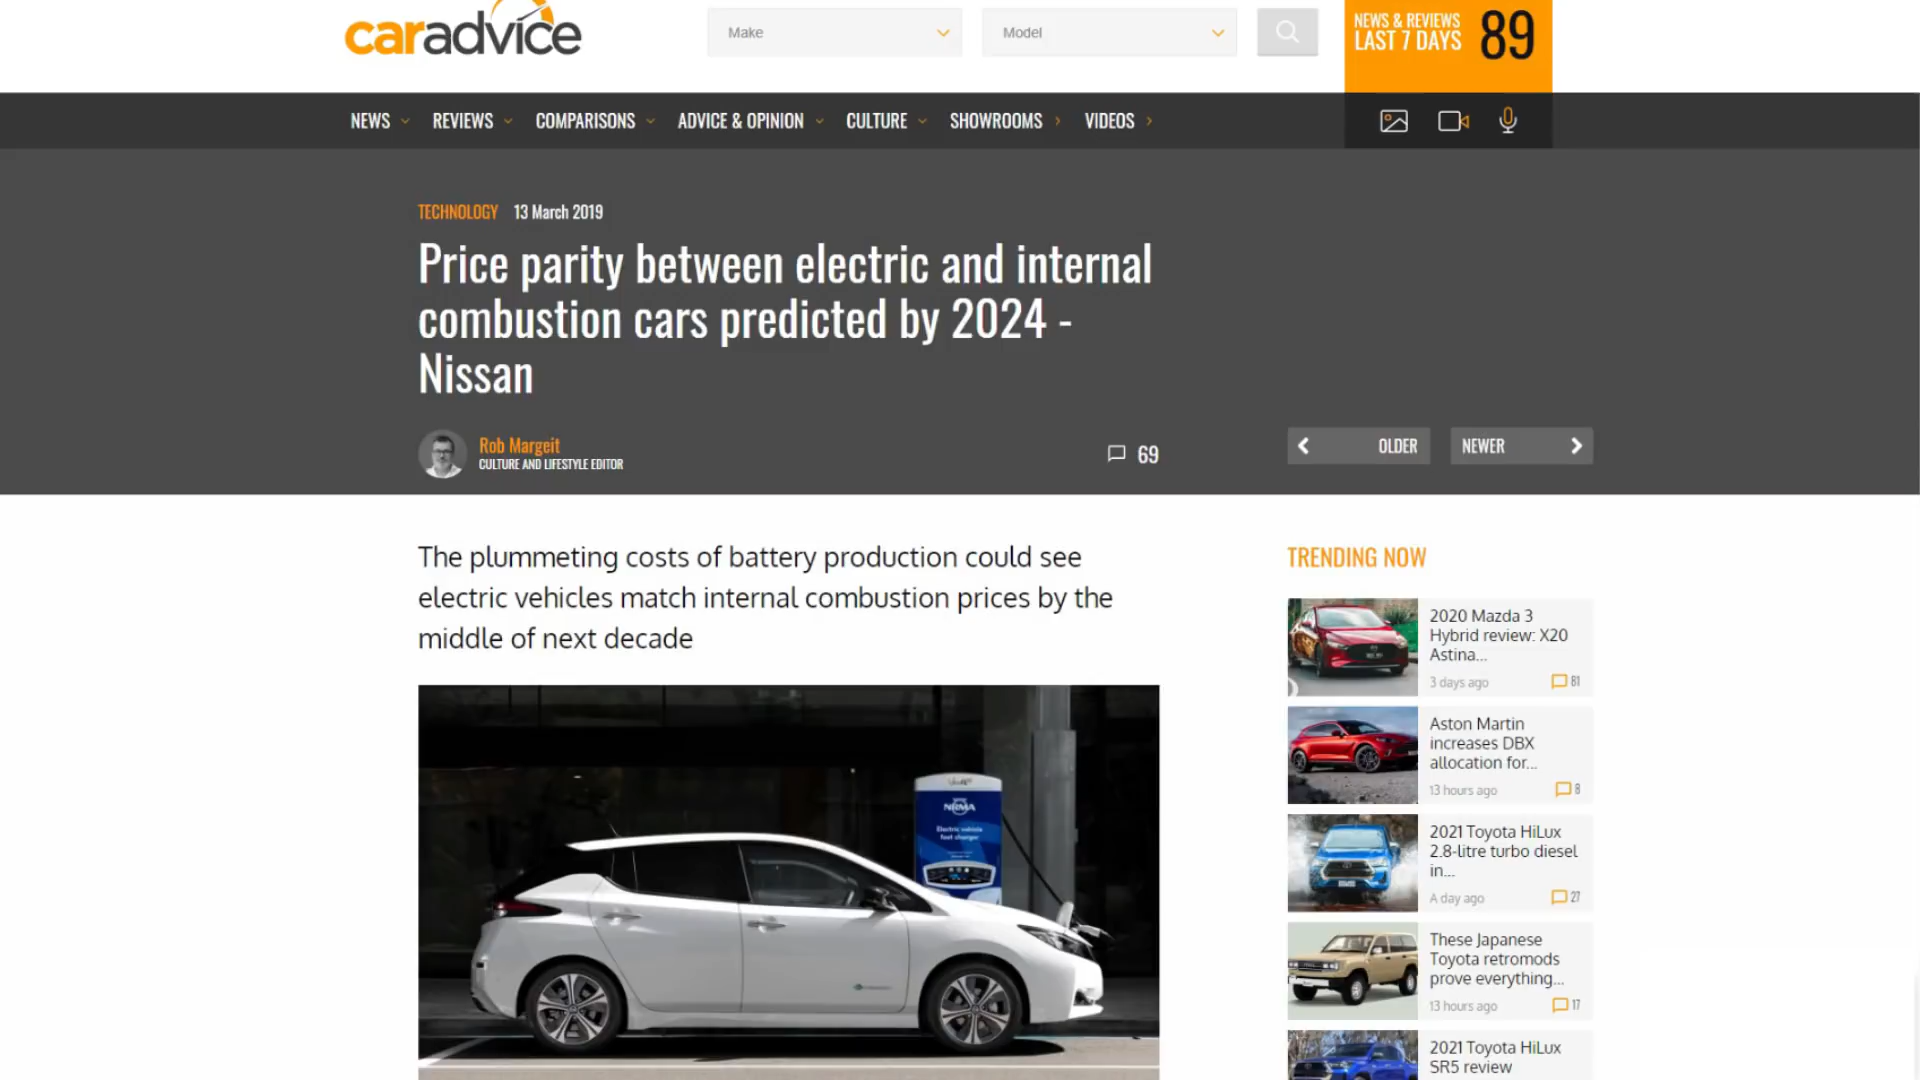 caradvice
Make
Model
NEWS & REVIEWS
LAST 7 DAYS
89
NEWS
REVIEWS
COMPARISONS
ADVICE & OPINION
CULTURE
SHOWROOMS
VIDEOS
TECHNOLOGY 13 March 2019
Price parity between electric and internal
combustion cars predicted by 2024 -
Nissan
Rob Margeit
CULTURE AND LIFESTYLE EDITOR
69
OLDER
NEWER
The plummeting costs of battery production could see
electric vehicles match internal combustion prices by the
middle of next decade
NRMA
Electric vehicle
fast charger
TRENDING NOW
2020 Mazda 3
Hybrid review: X20
Astina...
3 days ago
81
Aston Martin
increases DBX
allocation for...
13 hours ago
8
2021 Toyota HiLux
2.8-litre turbo diesel
in...
A day ago
27
These Japanese
Toyota retromods
prove everything...
13 hours ago
17
2021 Toyota HiLux
SR5 review